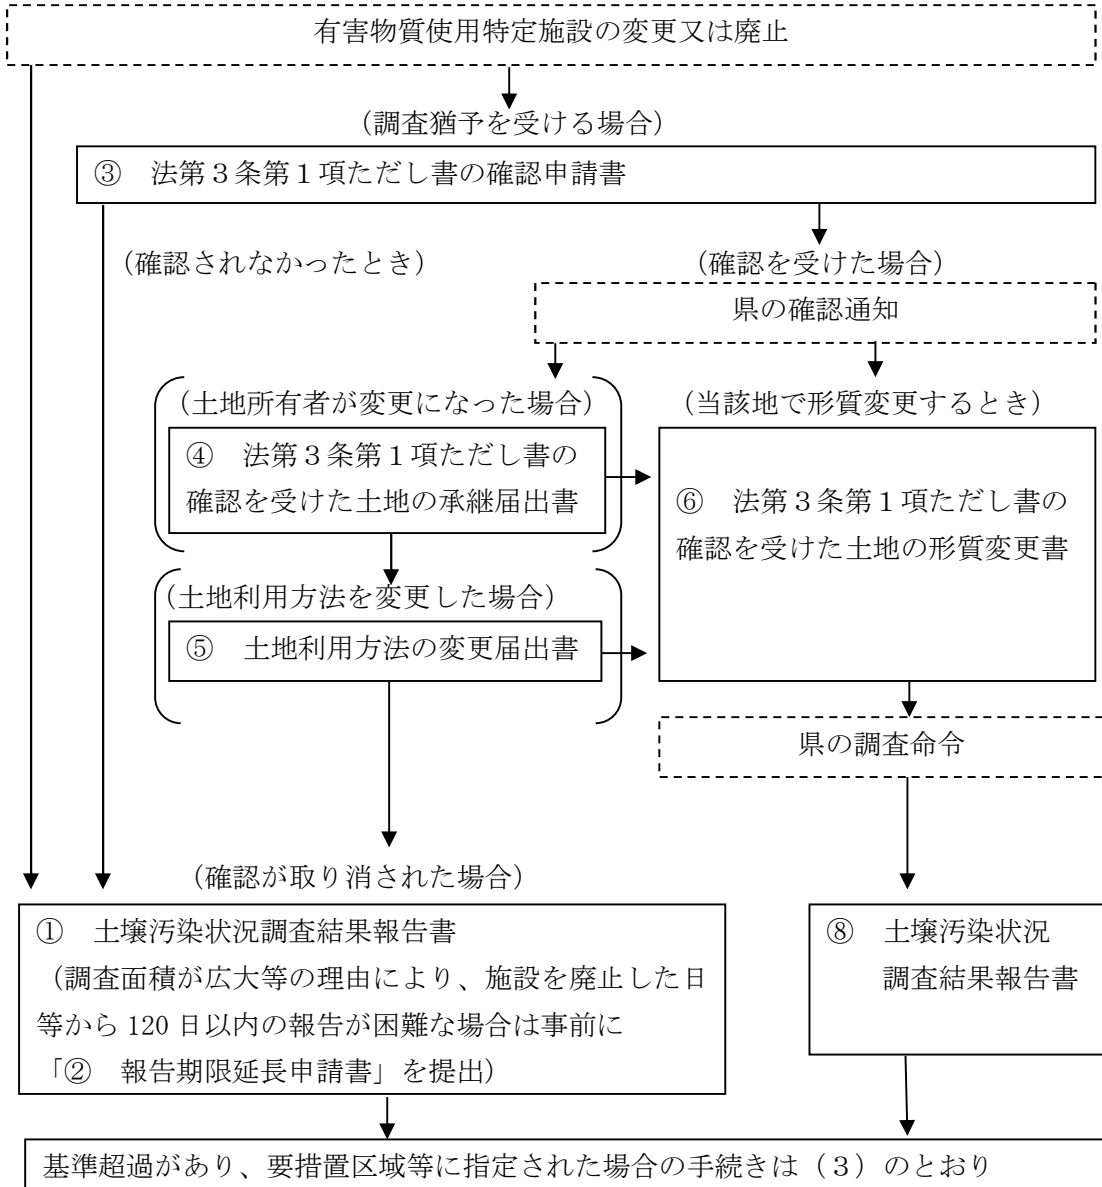 有害物質使用特定施設の変更又は廃止
（調査猶予を受ける場合）
③　法第３条第１項ただし書の確認申請書
（確認されなかったとき）
（確認を受けた場合）
県の確認通知
（土地所有者が変更になった場合）
④　法第３条第１項ただし書の
確認を受けた土地の承継届出書
（当該地で形質変更するとき）
⑥　法第３条第１項ただし書の
確認を受けた土地の形質変更書
（土地利用方法を変更した場合）
⑤　土地利用方法の変更届出書
県の調査命令
（確認が取り消された場合）
①　土壌汚染状況調査結果報告書
（調査面積が広大等の理由により、施設を廃止した日
等から 120 日以内の報告が困難な場合は事前に
「②　報告期限延長申請書」を提出）
⑧　土壌汚染状況
調査結果報告書
基準超過があり、要措置区域等に指定された場合の手続きは（３）のとおり